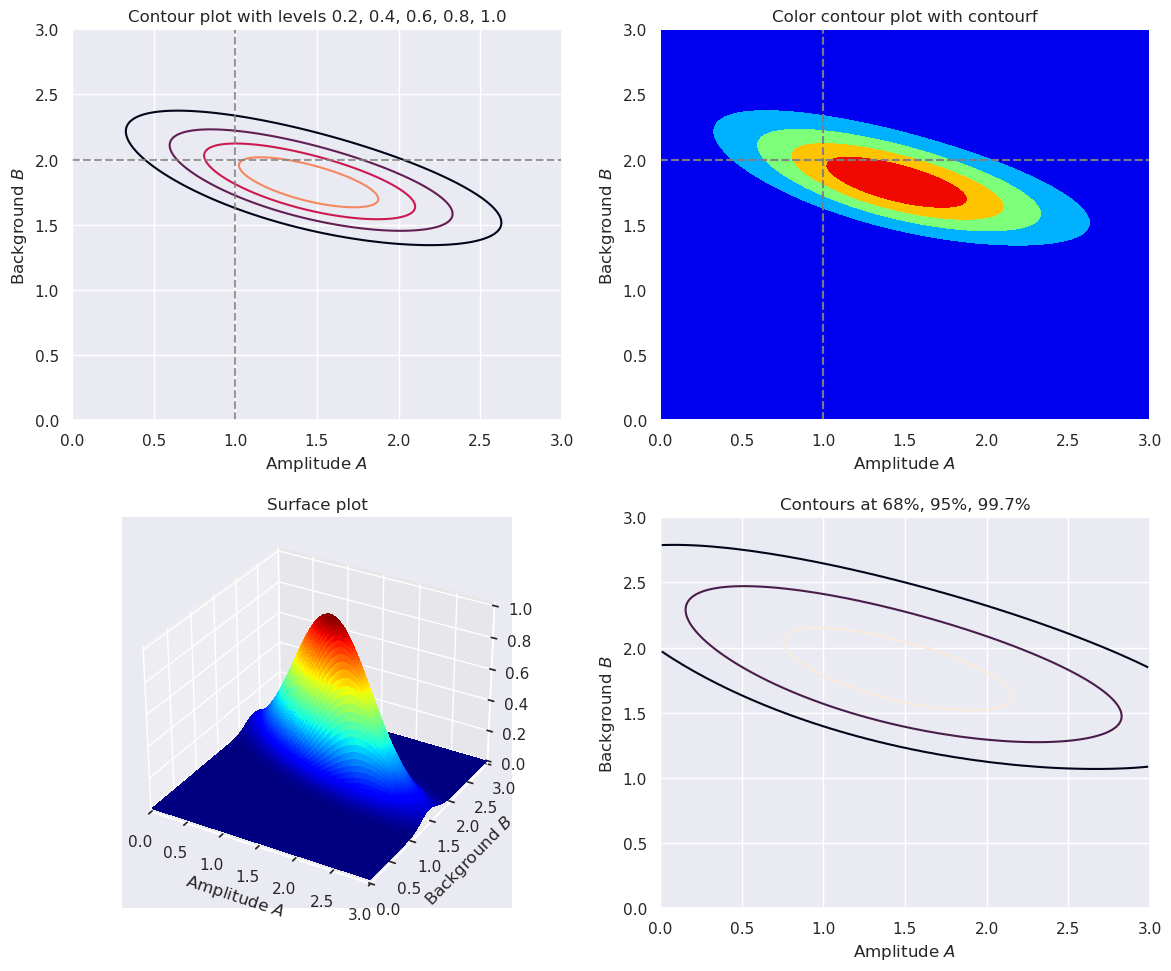 Contour plot with levels 0.2, 0.4, 0.6, 0.8, 1.0
3.0
2.5
2.0
1.5
1.0
0.5
0.0
Background B
0.0 0.5 1.0 1.5 2.0 2.5 3.0
Amplitude A
Color contour plot with contourf
3.0
2.5
2.0
1.5
1.0
0.5
0.0
Background B
0.0 0.5 1.0 1.5 2.0 2.5 3.0
Amplitude A
Surface plot
1.0
0.8
0.6
0.4
0.2
0.0
0.0 0.5 1.0 1.5 2.0 2.5 3.0
Amplitude A
0.0 0.5 1.0 1.5 2.0 2.5 3.0
Background B
Contours at 68%, 95%, 99.7%
3.0
2.5
2.0
1.5
1.0
0.5
0.0
Background B
0.0 0.5 1.0 1.5 2.0 2.5 3.0
Amplitude A